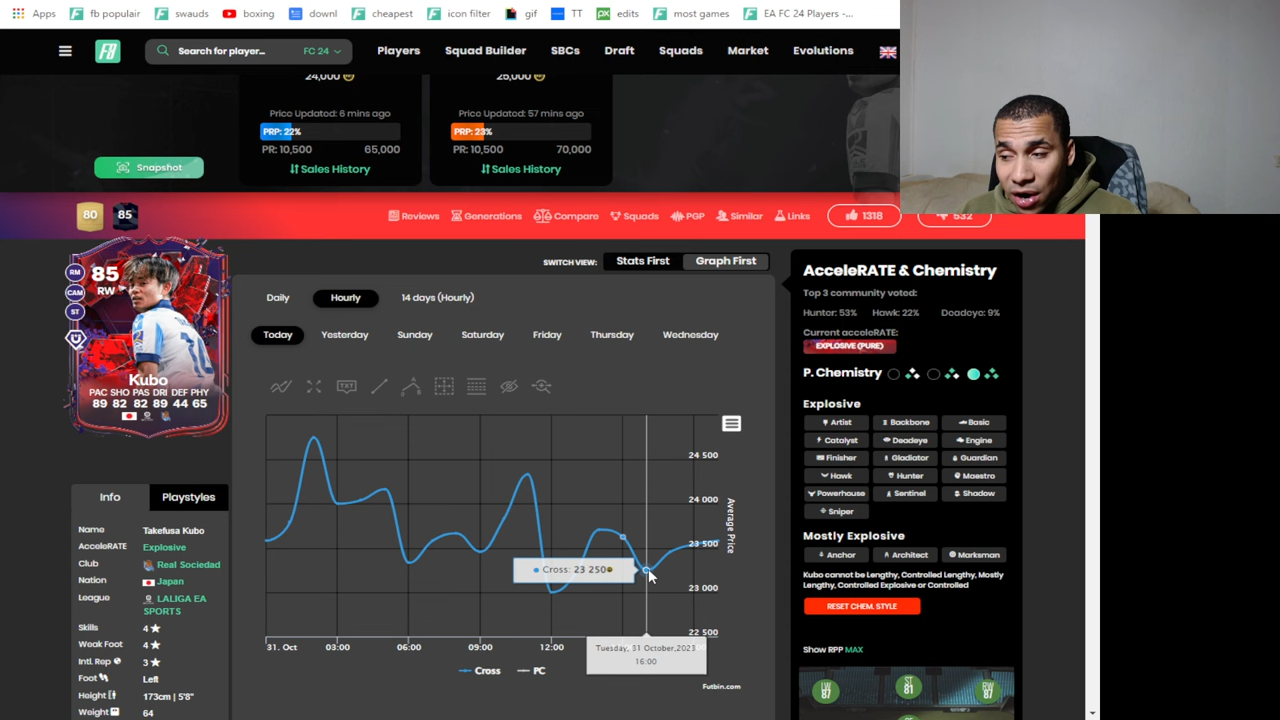 Apps fb populair swauds boxing downl cheapest icon filter gif TT edits most games EA FC 24 Players -...
FB Search for player... FC 24 Players Squad Builder SBCs Draft Squads Market Evolutions
24,000 25,000
Price Updated: 6 mins ago Price Updated: 57 mins ago
PRP: 22% PRP: 23%
PR: 10,500 65,000 PR: 10,500 70,000
Sales History Sales History
Snapshot
80 85 Reviews Generations Compare Squads PGP Similar Links 1318 532
SWITCH VIEW: Stats First Graph First
Daily Hourly 14 days (Hourly)
Today Yesterday Sunday Saturday Friday Thursday Wednesday
TXT
RM
CAM
ST
85
RW
Kubo
PAC SHO PAS DRI DEF PHY
89 82 82 89 44 65
24 500
24 000
23 500
23 000
22 500
Average Price
Cross: 23 250
31. Oct 03:00 06:00 09:00 12:00
Tuesday, 31 October, 2023
16:00
Cross PC
Futbin.com
Info Playstyles
Name Takefusa Kubo
AcceleRATE Explosive
Club Real Sociedad
Nation Japan
League LALIGA EA
SPORTS
Skills 4
Weak Foot 4
Intl. Rep 3
Foot Left
Height 173cm | 5'8"
Weight 64
AcceleRATE & Chemistry
Top 3 community voted:
Hunter: 53% Hawk: 22% Deadeye: 9%
Current acceleRATE:
EXPLOSIVE (PURE)
P. Chemistry
Explosive
Artist Backbone Basic
Catalyst Deadeye Engine
Finisher Gladiator Guardian
Hawk Hunter Maestro
Powerhouse Sentinel Shadow
Sniper
Mostly Explosive
Anchor Architect Marksman
Kubo cannot be Lengthy, Controlled Lengthy, Mostly
Lengthy, Controlled Explosive or Controlled
RESET CHEM. STYLE
Show RPP MAX
LW
87
ST
81
RW
87